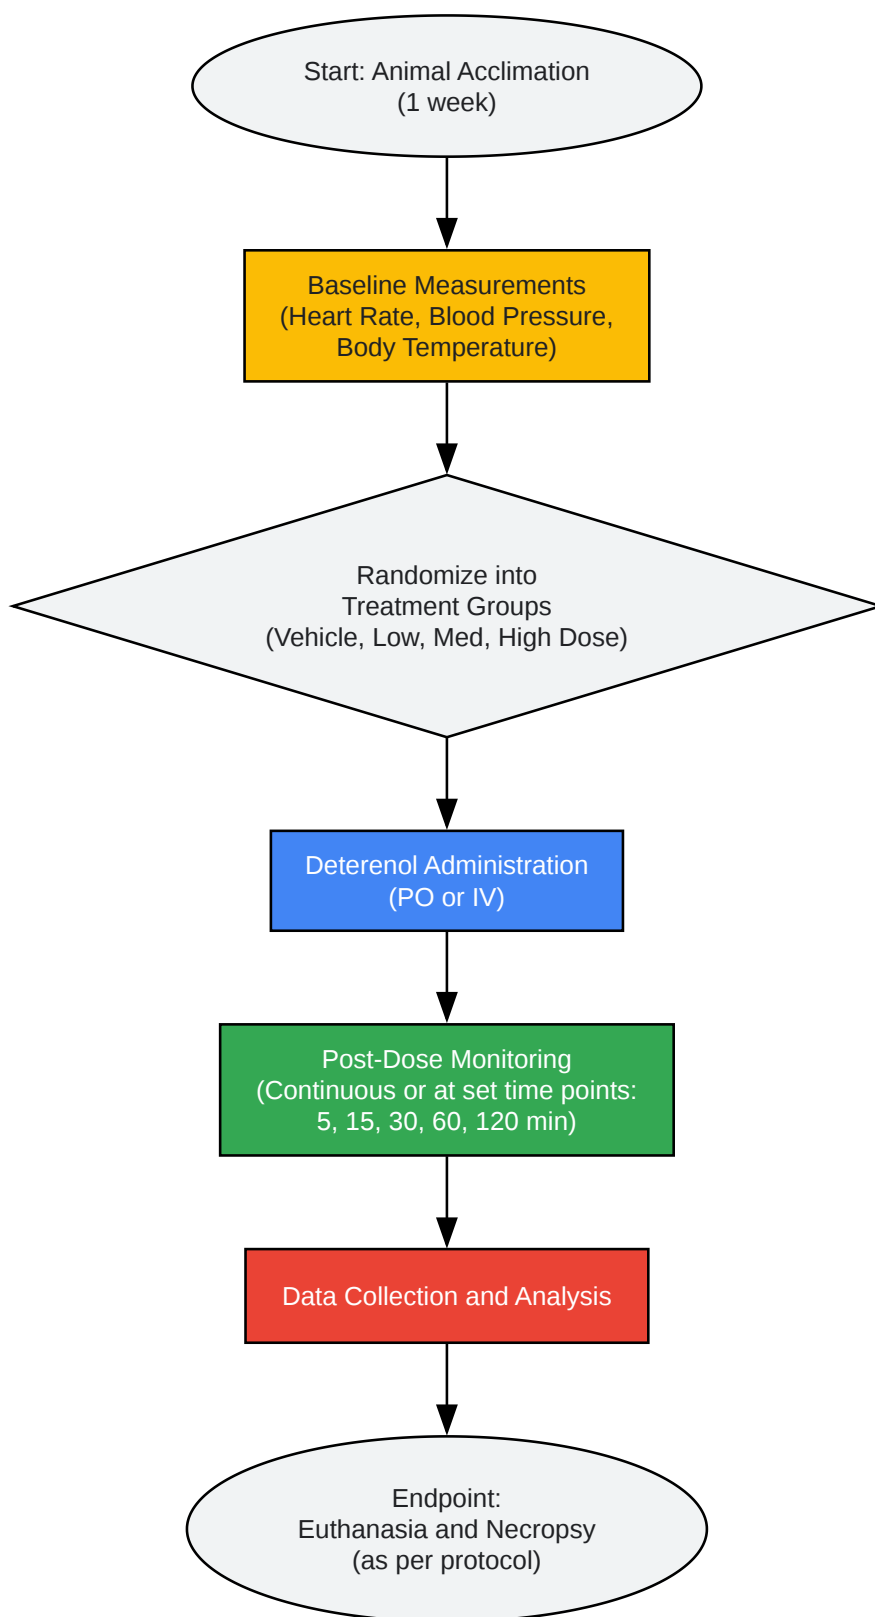 Start: Animal Acclimation
(1 week)
Baseline Measurements
(Heart Rate, Blood Pressure,
Body Temperature)
Randomize into
Treatment Groups
(Vehicle, Low, Med, High Dose)
Deterenol Administration
(PO or IV)
Post-Dose Monitoring
(Continuous or at set time points:
5, 15, 30, 60, 120 min)
Data Collection and Analysis
Endpoint:
Euthanasia and Necropsy
(as per protocol)